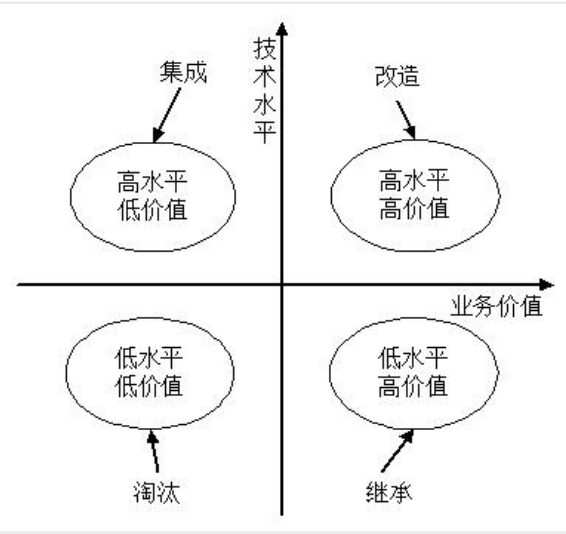 技术水平
集成
改造
高水平
低价值
高水平
高价值
业务价值
低水平
低价值
低水平
高价值
淘汰
继承